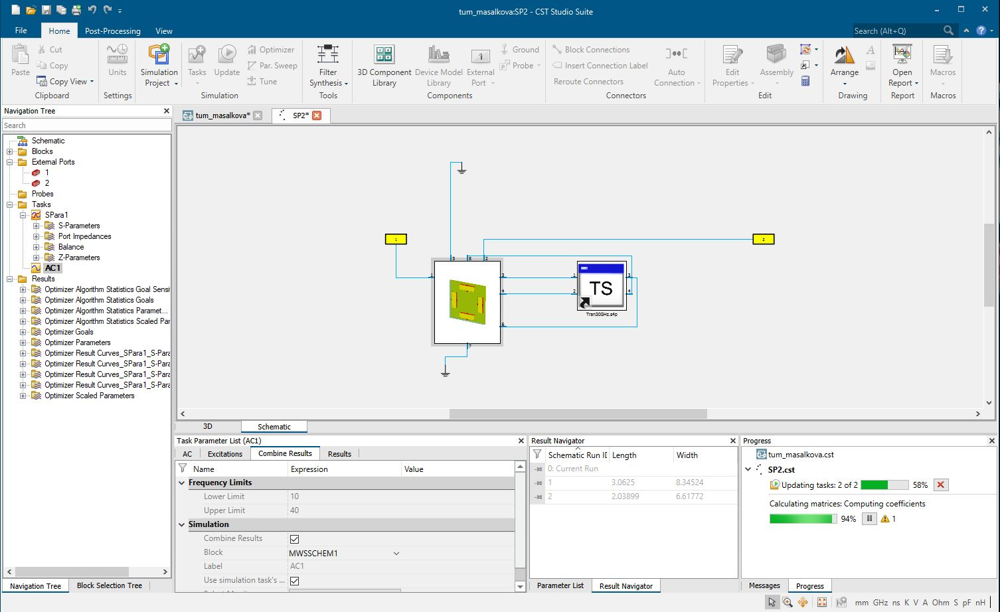 tum_masalkova:SP2 - CST Studio Suite
File Home Post-Processing View Search (Alt+Q)
Paste Cut Copy Copy View Clipboard
Units Settings
Simulation Project Tasks Update Optimizer Par. Sweep Tune Simulation
Filter Synthesis Tools
3D Component Library Device Model Library External Port Ground Probe Components
Block Connections Insert Connection Label Reroute Connectors Auto Connection Connectors
Edit Properties Assembly Edit
Arrange A Drawing
Open Report Report
Macros Macros
Navigation Tree
Search
Schematic
Blocks
External Ports
1
2
Probes
Tasks
SPara1
S-Parameters
Port Impedances
Balance
Z-Parameters
AC1
Results
Optimizer Algorithm Statistics Goal Sensi
Optimizer Algorithm Statistics Goals
Optimizer Algorithm Statistics Paramet...
Optimizer Algorithm Statistics Scaled Par
Optimizer Goals
Optimizer Parameters
Optimizer Result Curves_SPara1_S-Para
Optimizer Result Curves_SPara1_S-Para
Optimizer Result Curves_SPara1_S-Para
Optimizer Result Curves_SPara1_S-Para
Optimizer Scaled Parameters
Navigation Tree Block Selection Tree
tum_masalkova* SP2*
1 2
5 8 2
1 3 1 3
4 2 4
TS
6
Tran30GHz.s4p
7
3D Schematic
Task Parameter List (AC1)
AC Excitations Combine Results Results
Name Expression Value
Frequency Limits
Lower Limit 10
Upper Limit 40
Simulation
Combine Results
Block MWSSCHEM1
Label AC1
Use simulation task's ...
Result Navigator
Schematic Run ID Length Width
0: Current Run
1 3.0625 8.34524
2 2.03899 6.61772
Parameter List Result Navigator
Progress
tum_masalkova.cst
SP2.cst
Updating tasks: 2 of 2 58%
Calculating matrices: Computing coefficients
94% 1
Messages Progress
mm GHz ns K V A Ohm S pF nH